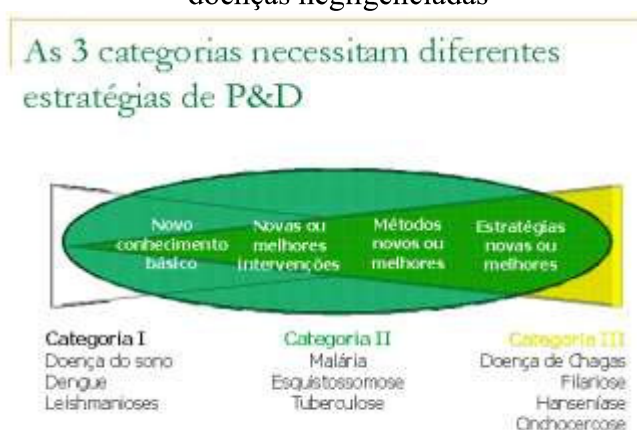 doenças negligenciadas
As 3 categorias necessitam diferentes
estratégias de P&D
Novo
conhecimento
básico
Novas ou
melhores
intervenções
Métodos
novos ou
melhores
Estratégias
novas ou
melhores
Categoria I
Doença do sono
Dengue
Leishmanioses
Categoria II
Malária
Esquistossomose
Tuberculose
Categoria III
Doença de Chagas
Filariose
Hanseníase
Onchocercose